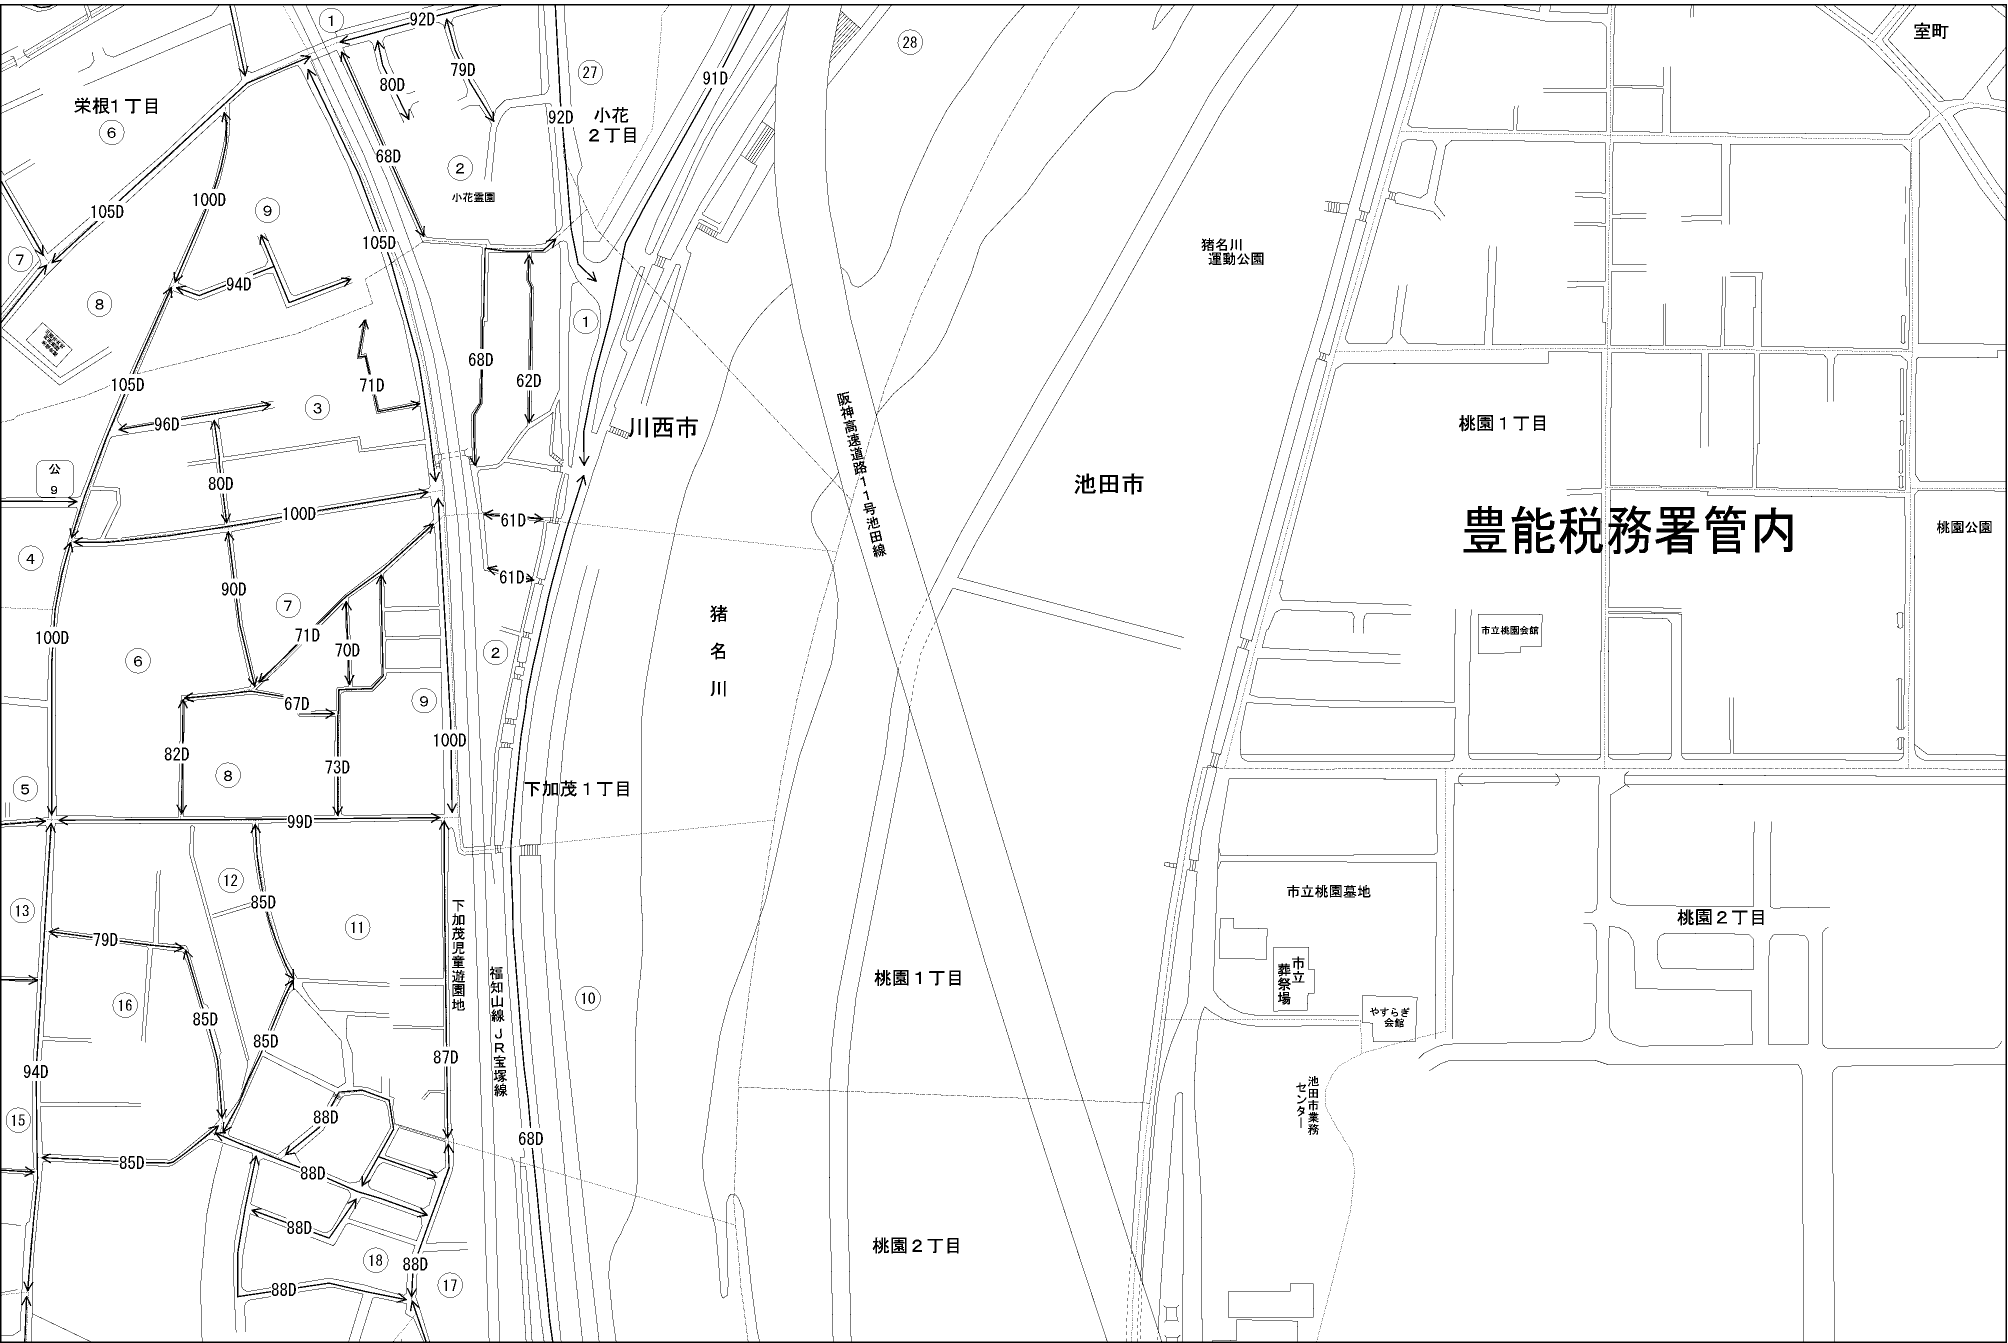 ①
92D
室町
28
27
79D
80D
91D
栄根1丁目
⑥
92D
小花
2丁目
68D
②
小花霊園
100D
105D
⑨
105D
⑦
猪名川
運動公園
94D
⑧
①
68D
62D
71D
105D
96D
③
川西市
阪神高速道路11号池田線
桃園1丁目
公
9
80D
池田市
100D
61D
豊能税務署管内
桃園公園
④
61D
90D
⑦
71D
70D
100D
②
猪名川
市立桃園会館
⑥
67D
⑨
82D
73D
100D
⑧
⑤
下加茂1丁目
99D
⑫
85D
市立桃園墓地
⑬
⑪
下加茂児童遊園地
桃園2丁目
79D
福知山線JR宝塚線
⑩
桃園1丁目
市立
葬祭場
⑯
85D
やすらぎ
会館
85D
87D
94D
池田市業務
センター
⑮
88D
68D
85D
88D
88D
桃園2丁目
⑱
88D
⑰
88D